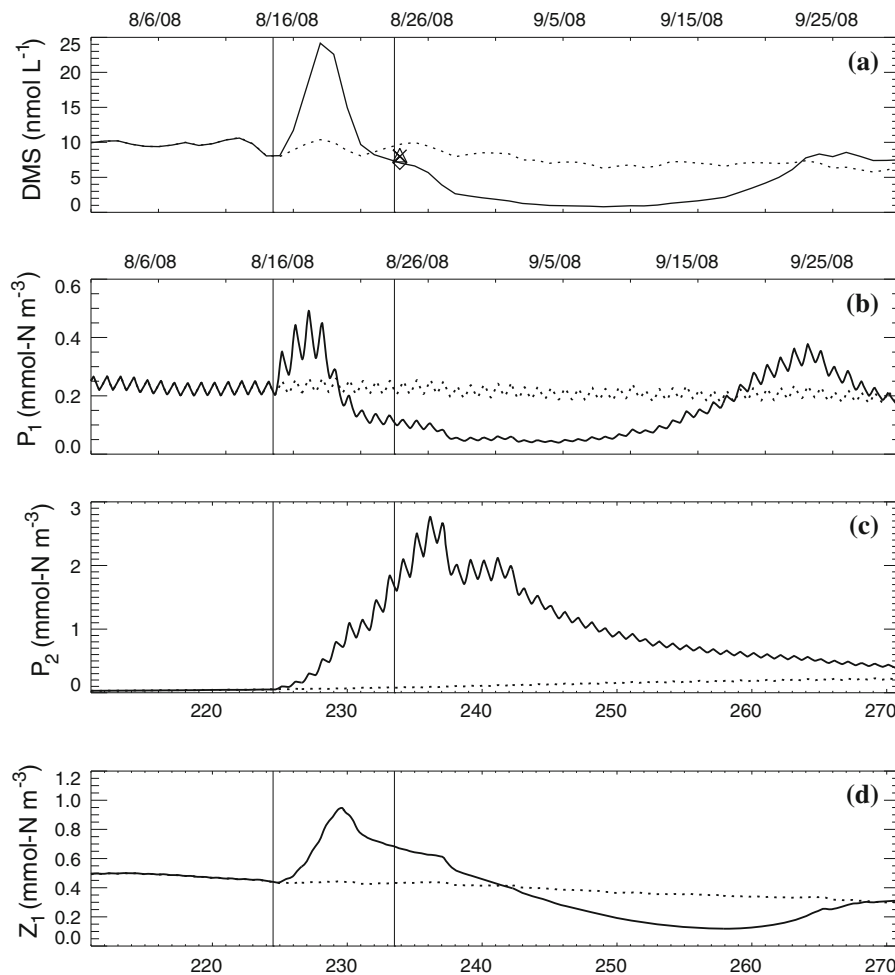 8/6/08 8/16/08 8/26/08 9/5/08 9/15/08 9/25/08
25
20
15
10
5
0
DMS (nmol L⁻¹)
(a)
8/6/08 8/16/08 8/26/08 9/5/08 9/15/08 9/25/08
0.6
0.4
0.2
0.0
P₁ (mmol-N m⁻³)
(b)
3
2
1
0
P₂ (mmol-N m⁻³)
(c)
220 230 240 250 260 270
1.2
1.0
0.8
0.6
0.4
0.2
0.0
Z₁ (mmol-N m⁻³)
(d)
220 230 240 250 260 270